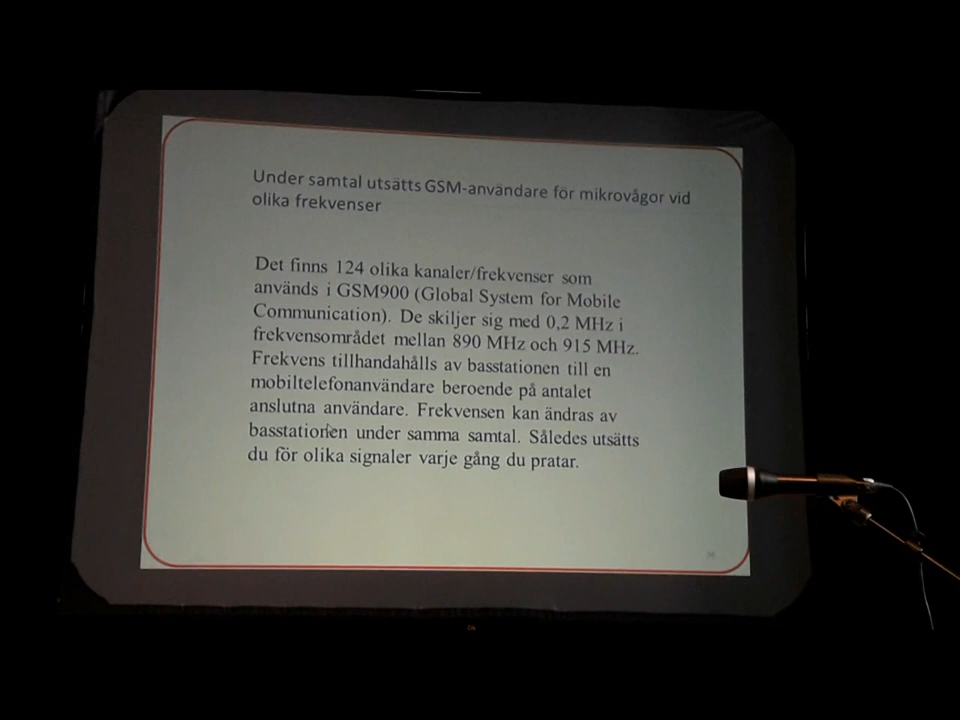 Under samtal utsätts GSM-användare för mikrovågor vid
olika frekvenser
Det finns 124 olika kanaler/frekvenser som
används i GSM900 (Global System for Mobile
Communication). De skiljer sig med 0,2 MHz i
frekvensområdet mellan 890 MHz och 915 MHz.
Frekvens tillhandahålls av basstationen till en
mobiltelefonanvändare beroende på antalet
anslutna användare. Frekvensen kan ändras av
basstationen under samma samtal. Således utsätts
du för olika signaler varje gång du pratar.